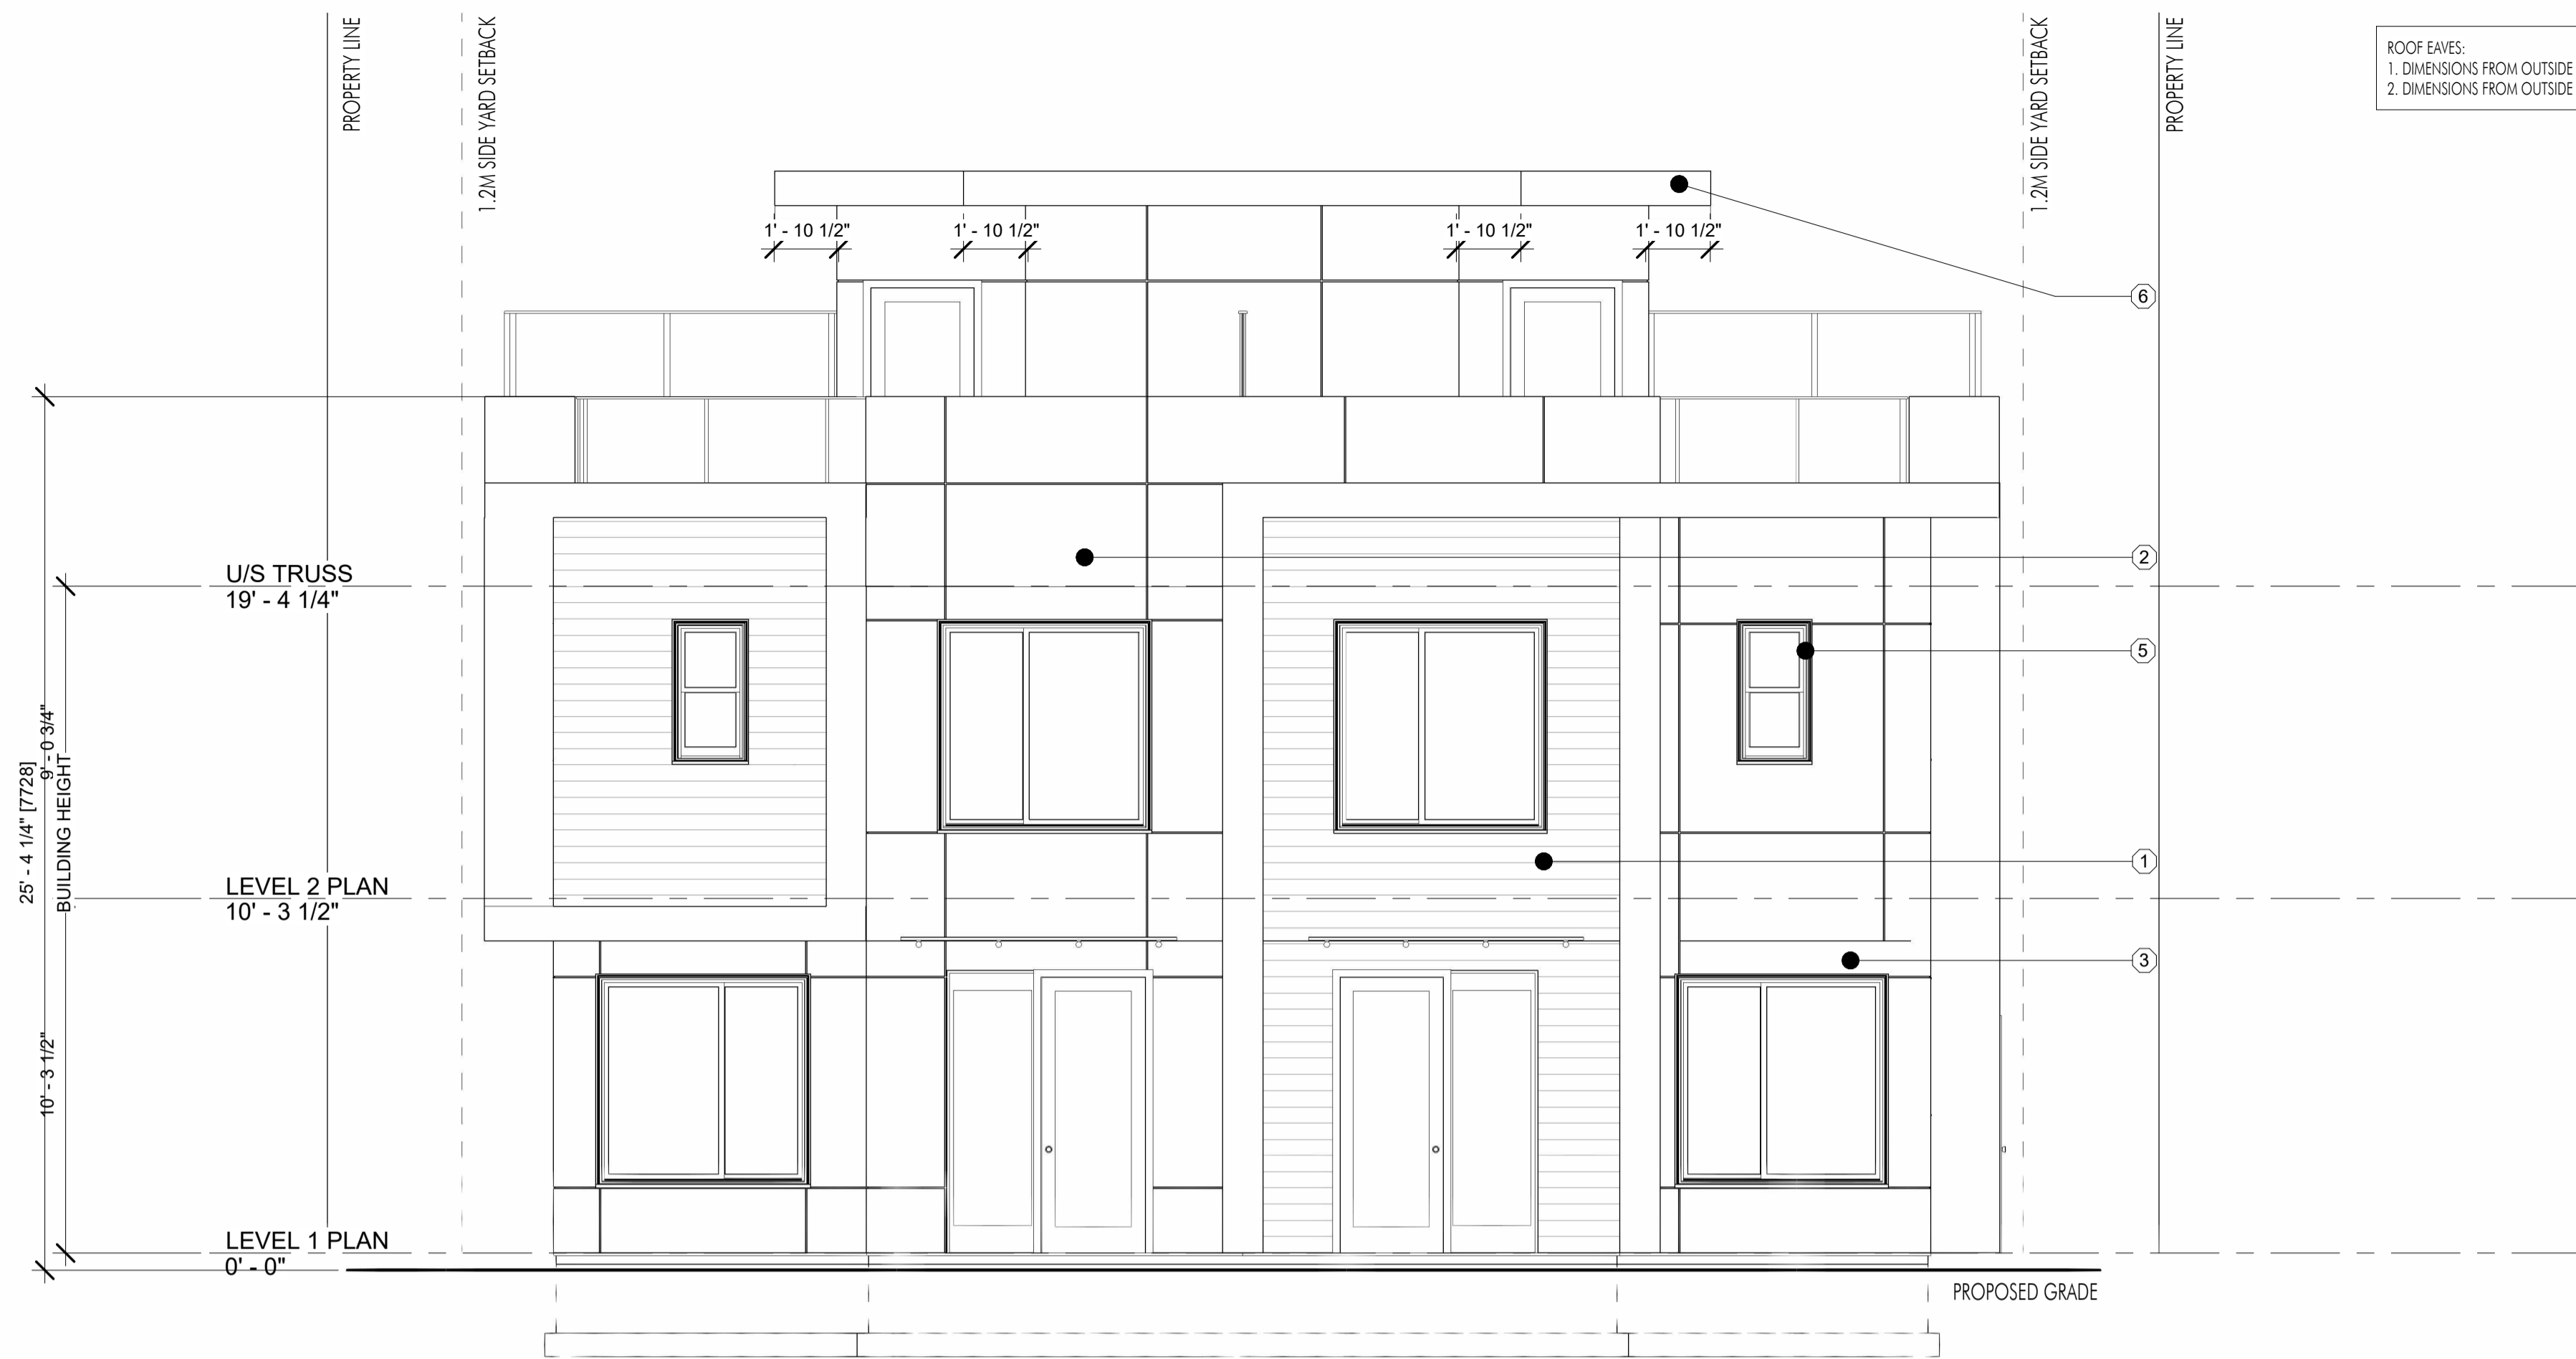 PROPERTY LINE
1.2M SIDE YARD SETBACK
1.2M SIDE YARD SETBACK
PROPERTY LINE
ROOF EAVES:
1. DIMENSIONS FROM OUTSIDE
2. DIMENSIONS FROM OUTSIDE
1' - 10 1/2"
1' - 10 1/2"
1' - 10 1/2"
1' - 10 1/2"
6
2
U/S TRUSS
19' - 4 1/4"
5
9' - 0 3/4"
25' - 4 1/4" [7728]
BUILDING HEIGHT
1
LEVEL 2 PLAN
10' - 3 1/2"
3
10' - 3 1/2"
LEVEL 1 PLAN
0' - 0"
PROPOSED GRADE